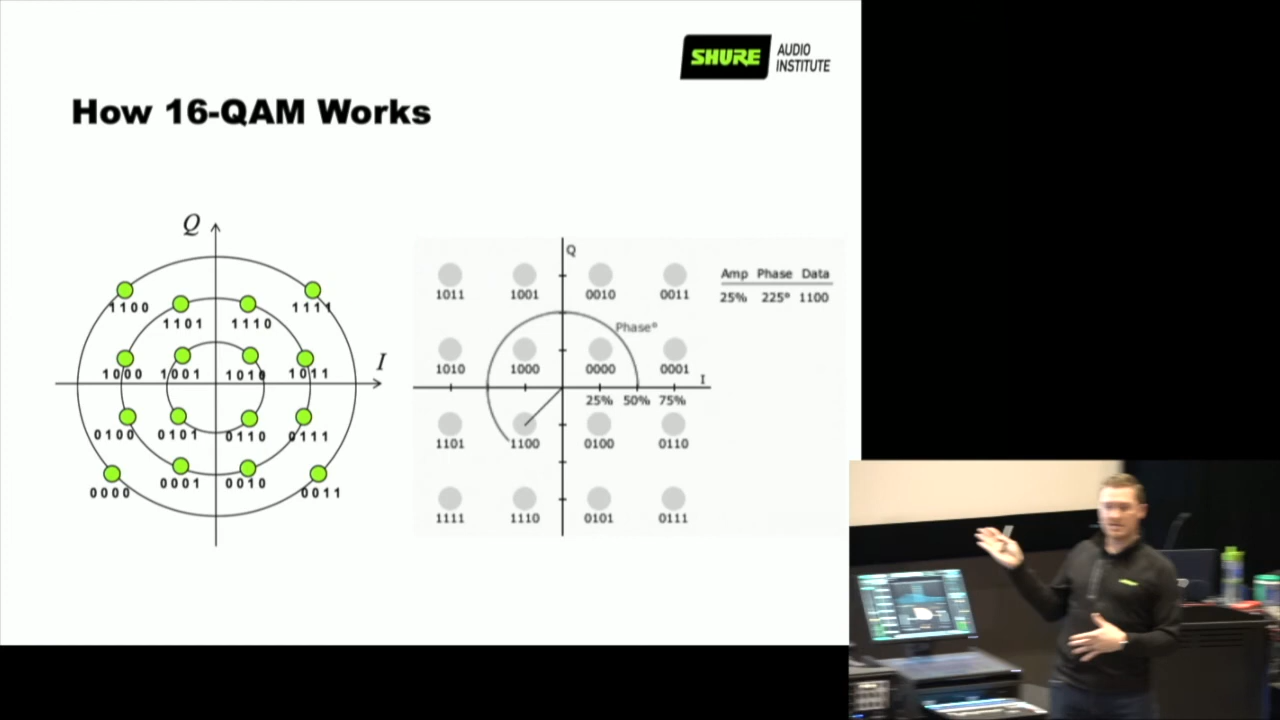 SHURE AUDIO INSTITUTE
How 16-QAM Works
Q
I
1100
1111
1101
1110
1000
1001
1010
1011
0100
0101
0110
0111
0001
0010
0000
0011
Q
1011 1001 0010 0011
Phase°
1010 1000 0000 0001
I
25% 50% 75%
1101 1100 0100 0110
1111 1110 0101 0111
Amp Phase Data
25% 225° 1100